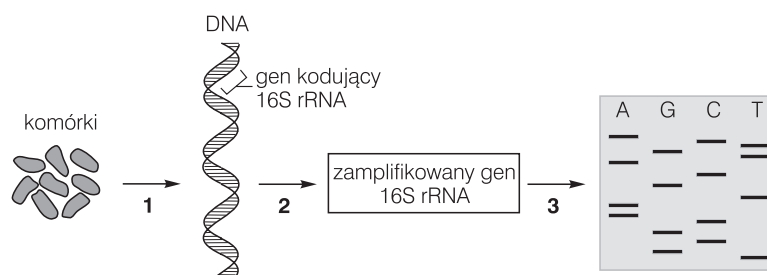 DNA
gen kodujący
16S rRNA
komórki
A G C T
zamplifikowany gen
16S rRNA
1 2 3